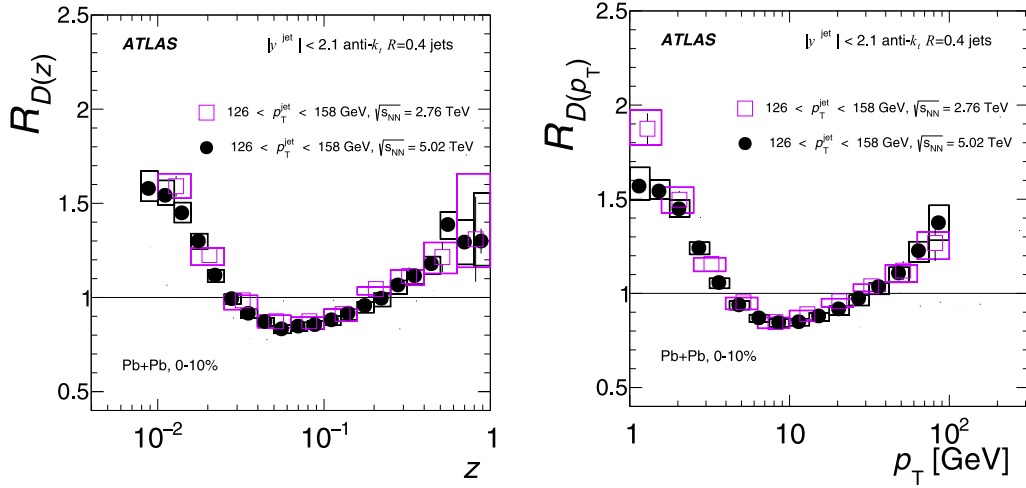 2.5
ATLAS
|y^jet| < 2.1 anti-k_t R=0.4 jets
R_D(z)
2
126 < p_T^jet < 158 GeV, √s_NN = 2.76 TeV
126 < p_T^jet < 158 GeV, √s_NN = 5.02 TeV
1.5
1
Pb+Pb, 0-10%
0.5
10^−2
10^−1
1
z
2.5
ATLAS
|y^jet| < 2.1 anti-k_t R=0.4 jets
R_D(p_T)
2
126 < p_T^jet < 158 GeV, √s_NN = 2.76 TeV
126 < p_T^jet < 158 GeV, √s_NN = 5.02 TeV
1.5
1
Pb+Pb, 0-10%
0.5
1
10
10^2
p_T [GeV]